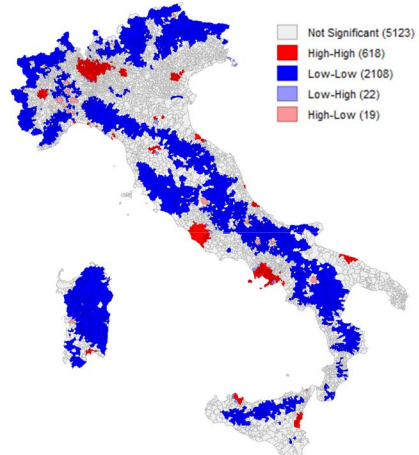 Not Significant (5123)
High-High (618)
Low-Low (2108)
Low-High (22)
High-Low (19)